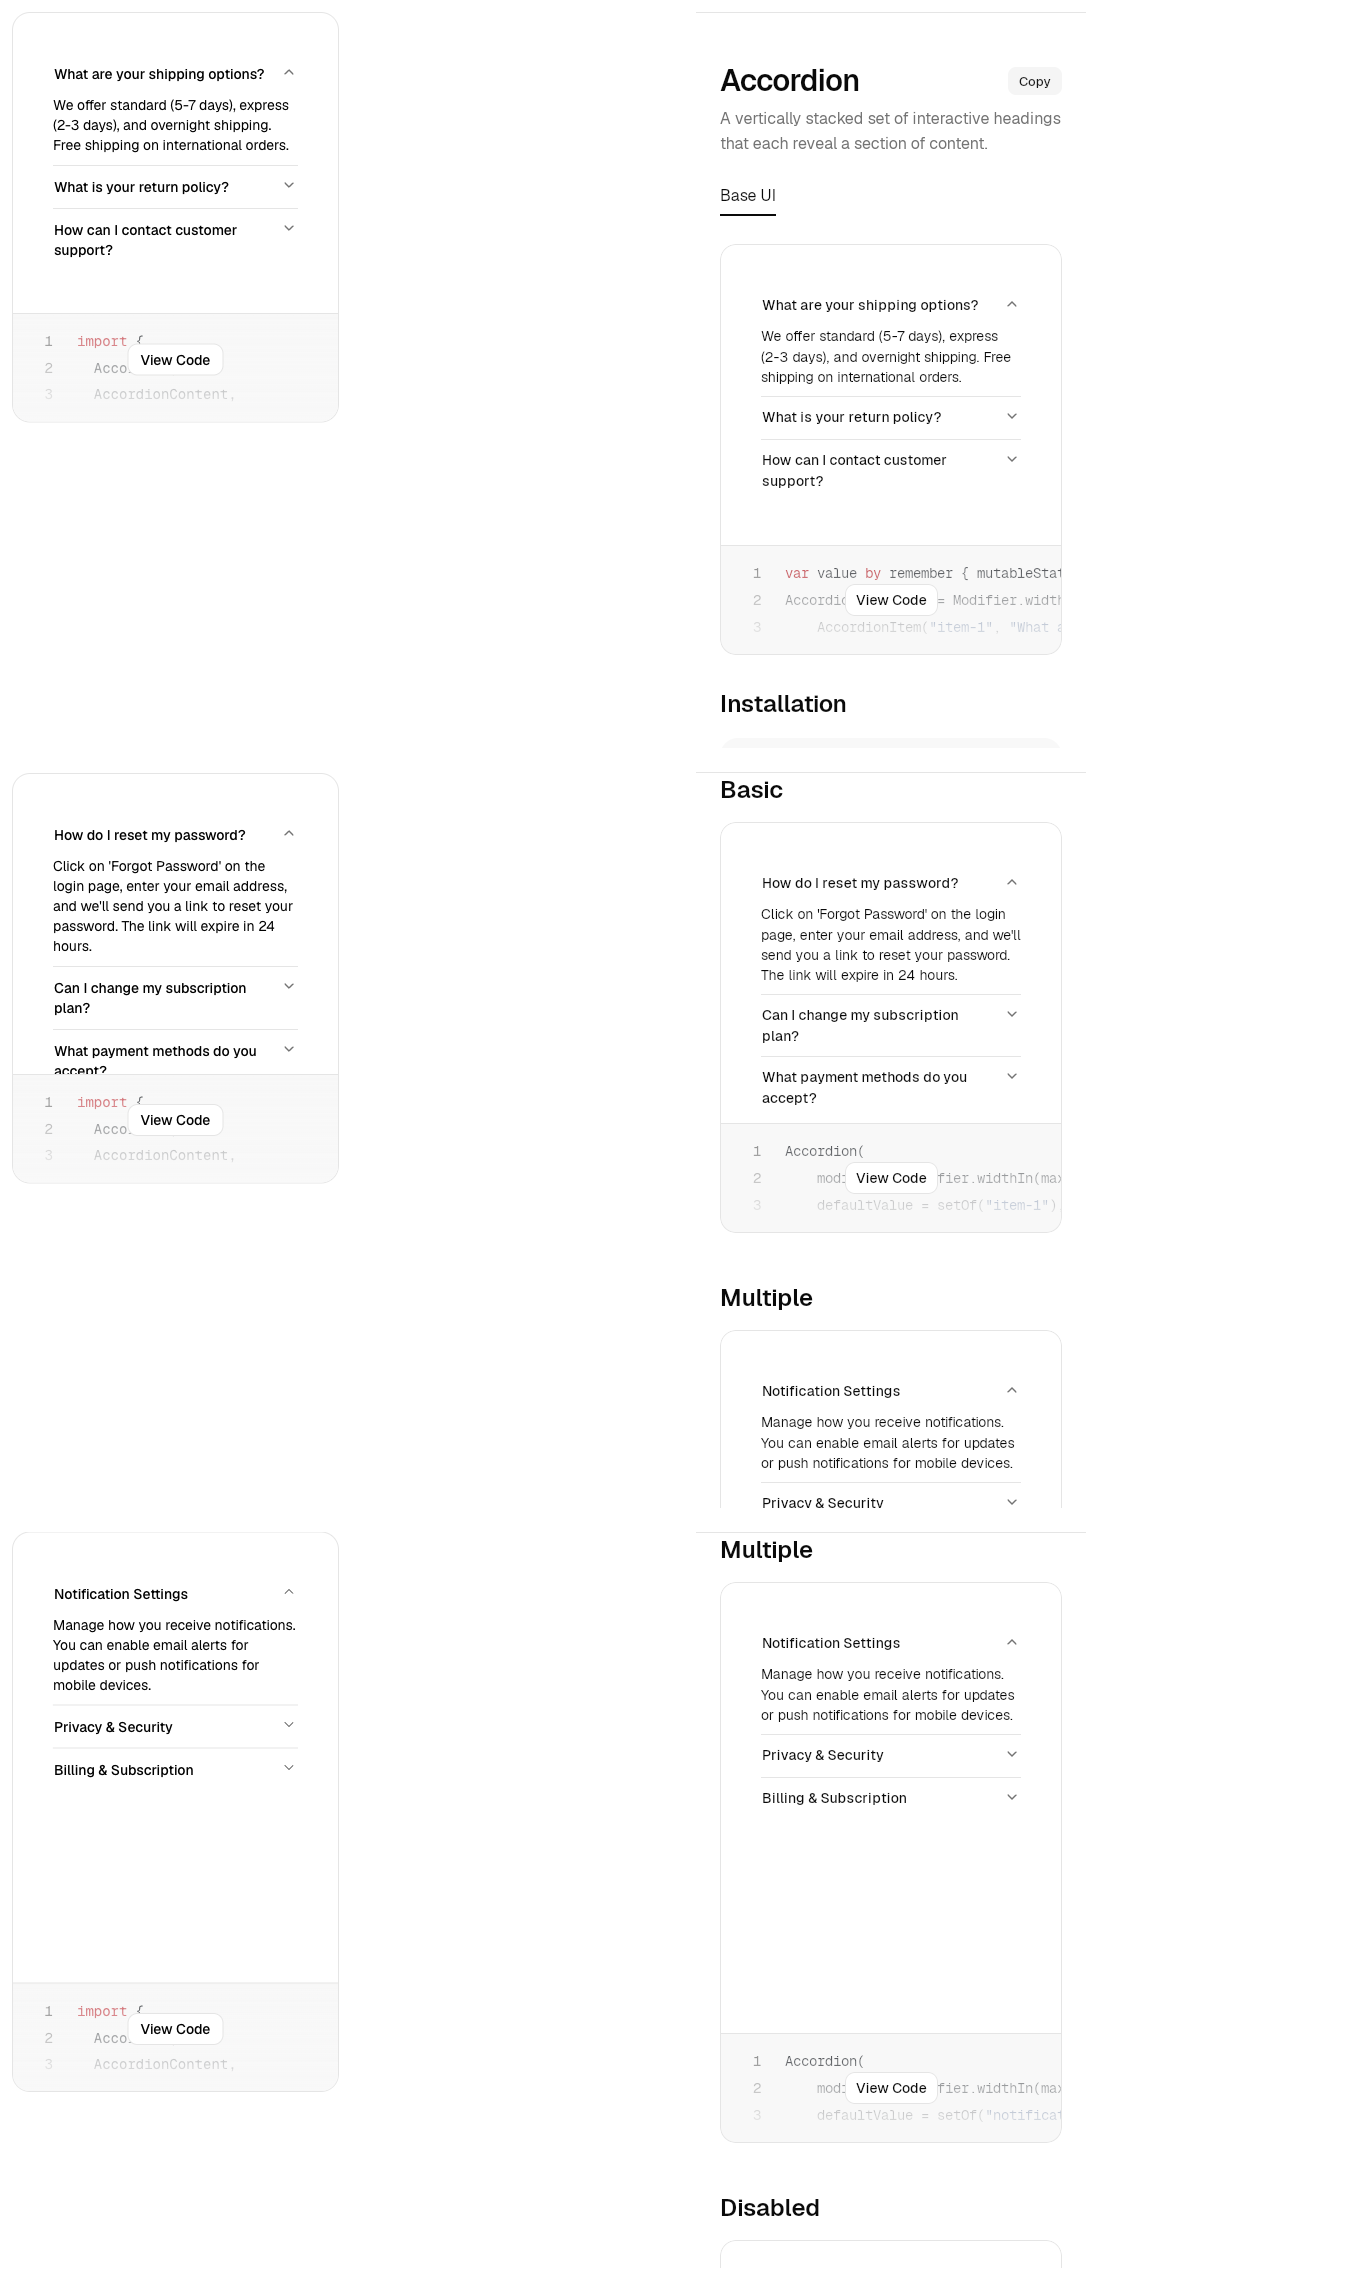 What are your shipping options?
We offer standard (5-7 days), express
(2-3 days), and overnight shipping.
Free shipping on international orders.
What is your return policy?
How can I contact customer
support?
1 import {
2
3 AccordionContent,
View Code
Accordion
Copy
A vertically stacked set of interactive headings
that each reveal a section of content.
Base UI
What are your shipping options?
We offer standard (5-7 days), express
(2-3 days), and overnight shipping. Free
shipping on international orders.
What is your return policy?
How can I contact customer
support?
1 var value by remember { mutableStat
2 Accordio = Modifier.width
3 AccordionItem("item-1", "What a
View Code
Installation
How do I reset my password?
Click on 'Forgot Password' on the
login page, enter your email address,
and we'll send you a link to reset your
password. The link will expire in 24
hours.
Can I change my subscription
plan?
What payment methods do you
accept?
1 import {
2
3 AccordionContent,
View Code
Basic
How do I reset my password?
Click on 'Forgot Password' on the login
page, enter your email address, and we'll
send you a link to reset your password.
The link will expire in 24 hours.
Can I change my subscription
plan?
What payment methods do you
accept?
1 Accordion(
2 modi fier.widthIn(max
3 defaultValue = setOf("item-1")
View Code
Multiple
Notification Settings
Manage how you receive notifications.
You can enable email alerts for updates
or push notifications for mobile devices.
Privacy & Security
Notification Settings
Manage how you receive notifications.
You can enable email alerts for
updates or push notifications for
mobile devices.
Privacy & Security
Billing & Subscription
1 import {
2
3 AccordionContent,
View Code
Multiple
Notification Settings
Manage how you receive notifications.
You can enable email alerts for updates
or push notifications for mobile devices.
Privacy & Security
Billing & Subscription
1 Accordion(
2 modi fier.widthIn(max
3 defaultValue = setOf("notificat
View Code
Disabled